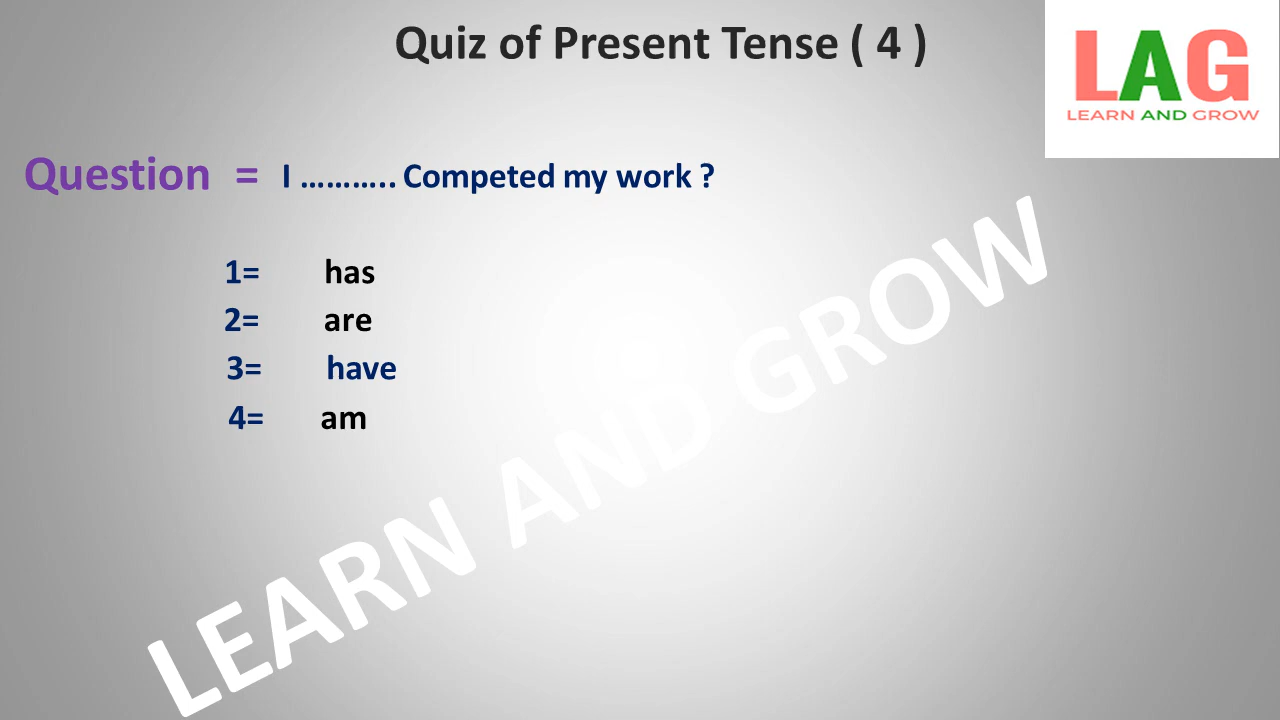 Quiz of Present Tense ( 4 )
LAG
LEARN AND GROW
Question = I ……….. Competed my work ?
1= has
2= are
3= have
4= am
LEARN AND GROW